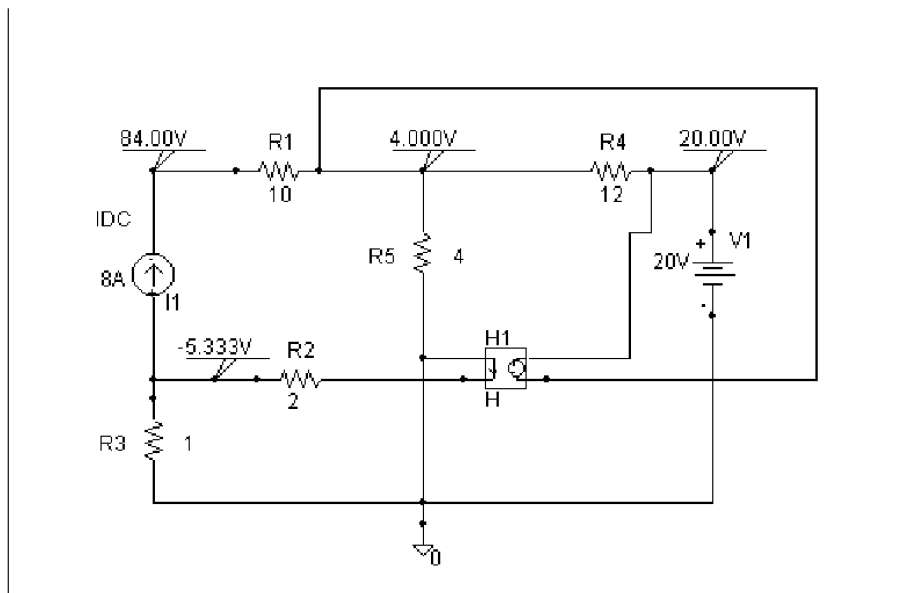 84.00V
R1
4.000V
R4
20.00V
10
12
IDC
R5
4
+
V1
20V
8A
I1
-
-5.333V
R2
H1
2
H
R3
1
0